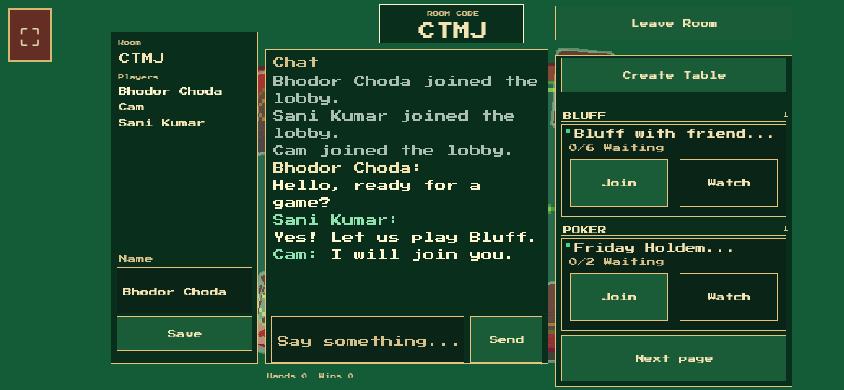 ROOM CODE
CTMJ
Leave Room
Room
CTMJ
Players
Bhodor Choda
Cam
Sani Kumar
Name
Bhodor Choda
Save
Chat
Bhodor Choda joined the
lobby.
Sani Kumar joined the
lobby.
Cam joined the lobby.
Bhodor Choda:
Hello, ready for a
game?
Sani Kumar:
Yes! Let us play Bluff.
Cam: I will join you.
Say something...
Send
Hands 0 Wins 0
Create Table
BLUFF 1
Bluff with friend...
0/6 Waiting
Join Watch
POKER 1
Friday Holdem...
0/2 Waiting
Join Watch
Next page